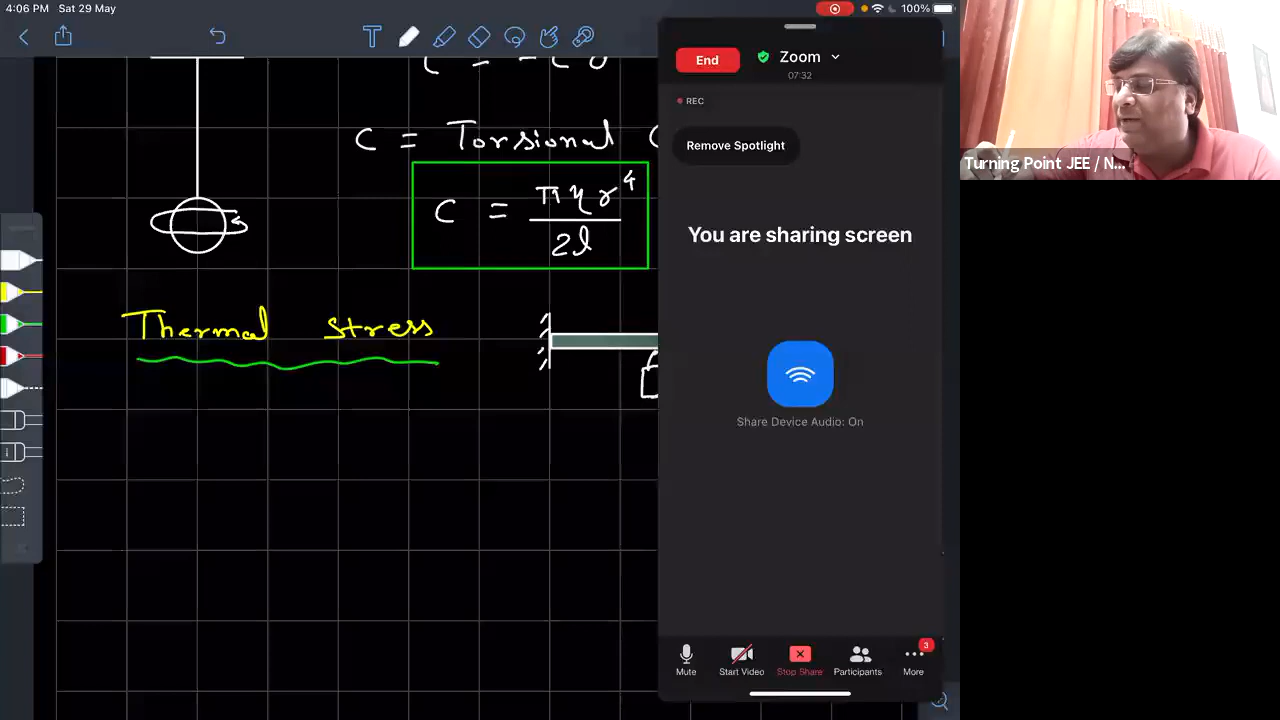 4:06 PM Sat 29 May
100%
T
End
Zoom
07:32
REC
Remove Spotlight
You are sharing screen
Share Device Audio: On
Mute
Start Video
Stop Share
Participants
More
3
Turning Point JEE / N...
C = Torsional
C = πηr⁴
2l
Thermal stress